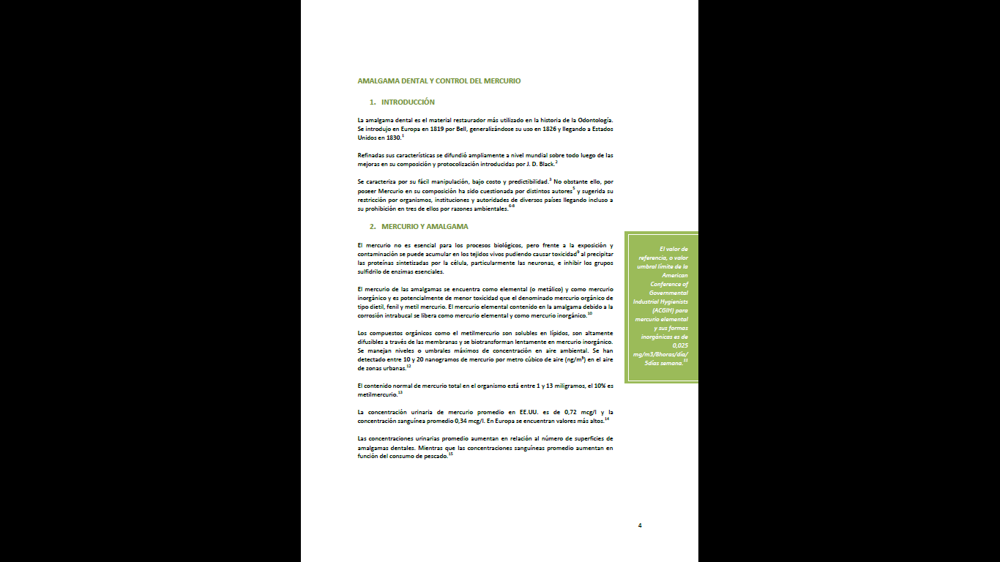 AMALGAMA DENTAL Y CONTROL DEL MERCURIO
1. INTRODUCCIÓN
La amalgama dental es el material restaurador más utilizado en la historia de la Odontología.
Se introdujo en Europa en 1819 por Bell, generalizándose su uso en 1826 y llegando a Estados
Unidos en 1830.1
Refinadas sus características se difundió ampliamente a nivel mundial sobre todo luego de las
mejoras en su composición y protocolización introducidas por J. D. Black.2
Se caracteriza por su fácil manipulación, bajo costo y predictibilidad.3 No obstante ello, por
poseer Mercurio en su composición ha sido cuestionada por distintos autores5 y sugerida su
restricción por organismos, instituciones y autoridades de diversos países llegando incluso a
su prohibición en tres de ellos por razones ambientales.6-8
2. MERCURIO Y AMALGAMA
El mercurio no es esencial para los procesos biológicos, pero frente a la exposición y
contaminación se puede acumular en los tejidos vivos pudiendo causar toxicidad9 al precipitar
las proteínas sintetizadas por la célula, particularmente las neuronas, e inhibir los grupos
sulfidrilo de enzimas esenciales.
El mercurio de las amalgamas se encuentra como elemental (o metálico) y como mercurio
inorgánico y es potencialmente de menor toxicidad que el denominado mercurio orgánico de
tipo dietil, fenil y metil mercurio. El mercurio elemental contenido en la amalgama debido a la
corrosión intrabucal se libera como mercurio elemental y como mercurio inorgánico.10
Los compuestos orgánicos como el metilmercurio son solubles en lípidos, son altamente
difusibles a través de las membranas y se biotransforman lentamente en mercurio inorgánico.
Se manejan niveles o umbrales máximos de concentración en aire ambiental. Se han
detectado entre 10 y 20 nanogramos de mercurio por metro cúbico de aire (ng/m³) en el aire
de zonas urbanas.12
El contenido normal de mercurio total en el organismo está entre 1 y 13 miligramos, el 10% es
metilmercurio.13
La concentración urinaria de mercurio promedio en EE.UU. es de 0,72 mcg/l y la
concentración sanguínea promedio 0,34 mcg/l. En Europa se encuentran valores más altos.14
Las concentraciones urinarias promedio aumentan en relación al número de superficies de
amalgamas dentales. Mientras que las concentraciones sanguíneas promedio aumentan en
función del consumo de pescado.15
El valor de
referencia, o valor
umbral límite de la
American
Conference of
Governmental
Industrial Hygienists
(ACGIH) para
mercurio elemental
y sus formas
inorgánicas es de
0,025
mg/m3/8horas/día/
5días semana.11
4